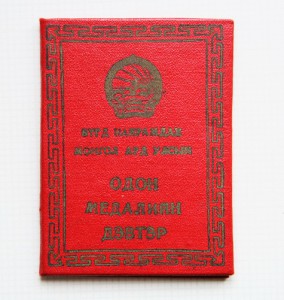 БҮГД НАЙРАМДАХ
МОНГОЛ АРД УЛСЫН
ОДОН
МЕДАЛИЙН
ДЭВТЭР